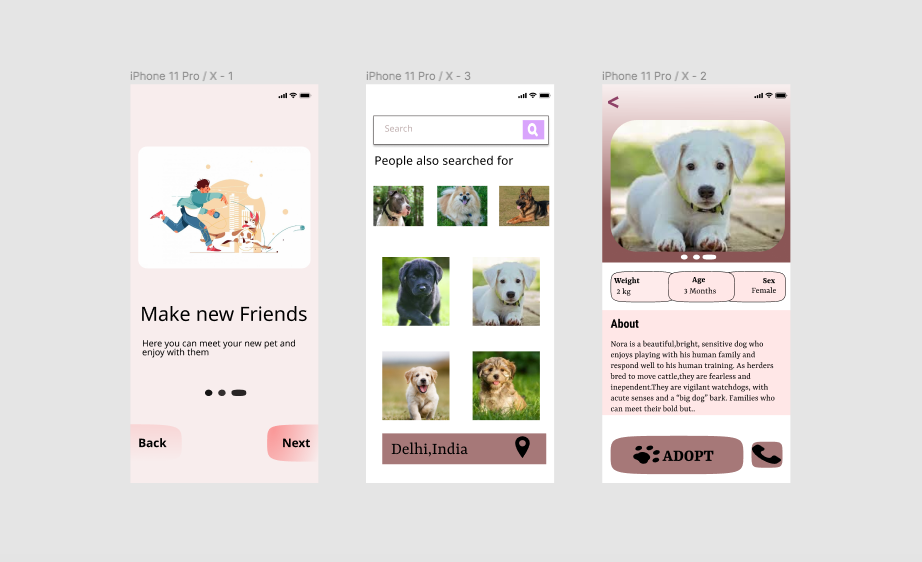 iPhone 11 Pro / X - 1
Make new Friends
Here you can meet your new pet and
enjoy with them
Back
Next
iPhone 11 Pro / X - 3
Search
People also searched for
Delhi,India
iPhone 11 Pro / X - 2
<
Weight
2 kg
Age
3 Months
Sex
Female
About
Nora is a beautiful,bright, sensitive dog who
enjoys playing with his human family and
respond well to his human training. As herders
bred to move cattle,they are fearless and
inependent.They are vigilant watchdogs, with
acute senses and a "big dog" bark. Families who
can meet their bold but..
ADOPT